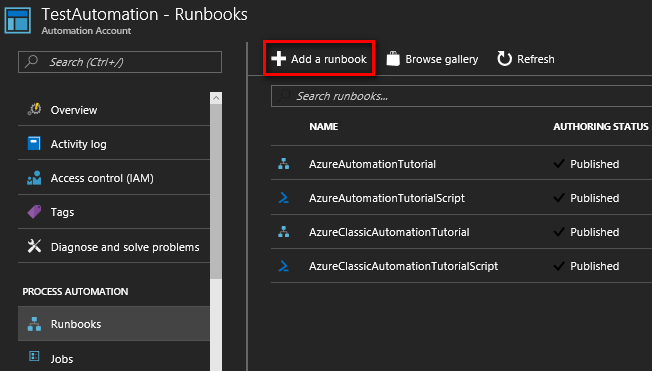 TestAutomation - Runbooks
Automation Account
Search (Ctrl+/)
Overview
Activity log
Access control (IAM)
Tags
Diagnose and solve problems
PROCESS AUTOMATION
Runbooks
Jobs
Add a runbook Browse gallery Refresh
Search runbooks...
NAME AUTHORING STATUS
AzureAutomationTutorial Published
AzureAutomationTutorialScript Published
AzureClassicAutomationTutorial Published
AzureClassicAutomationTutorialScript Published